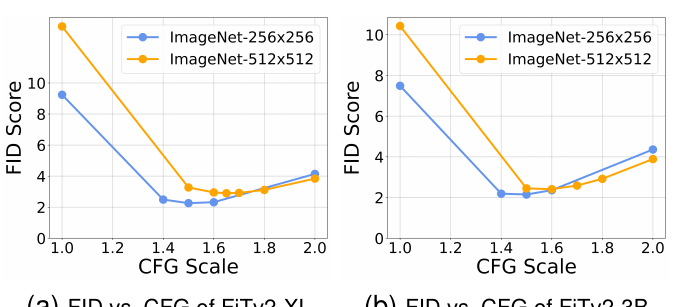 ImageNet-256x256
ImageNet-512x512
FID Score
10
8
6
4
2
0
1.0 1.2 1.4 1.6 1.8 2.0
CFG Scale
ImageNet-256x256
ImageNet-512x512
FID Score
10
8
6
4
2
0
1.0 1.2 1.4 1.6 1.8 2.0
CFG Scale
(a) FID vs. CFG of FiTv2-XL
(b) FID vs. CFG of FiTv2-3B